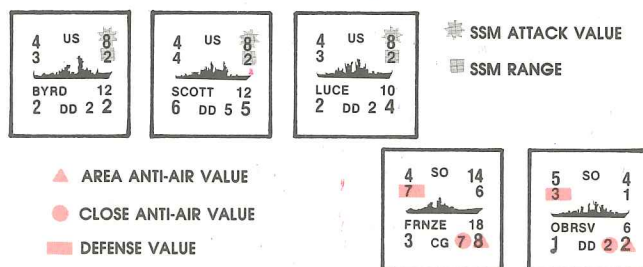 4 US 8
3 2
BYRD 12
2 DD 2 2
4 US 8
4 2
SCOTT 12
6 DD 5 5
4 US 8
3 2
LUCE 10
2 DD 2 4
SSM ATTACK VALUE
SSM RANGE
AREA ANTI-AIR VALUE
CLOSE ANTI-AIR VALUE
DEFENSE VALUE
4 SO 14
7 6
FRNZE 18
3 CG 7 8
5 SO 4
3 1
OBRSV 6
1 DD 2 2